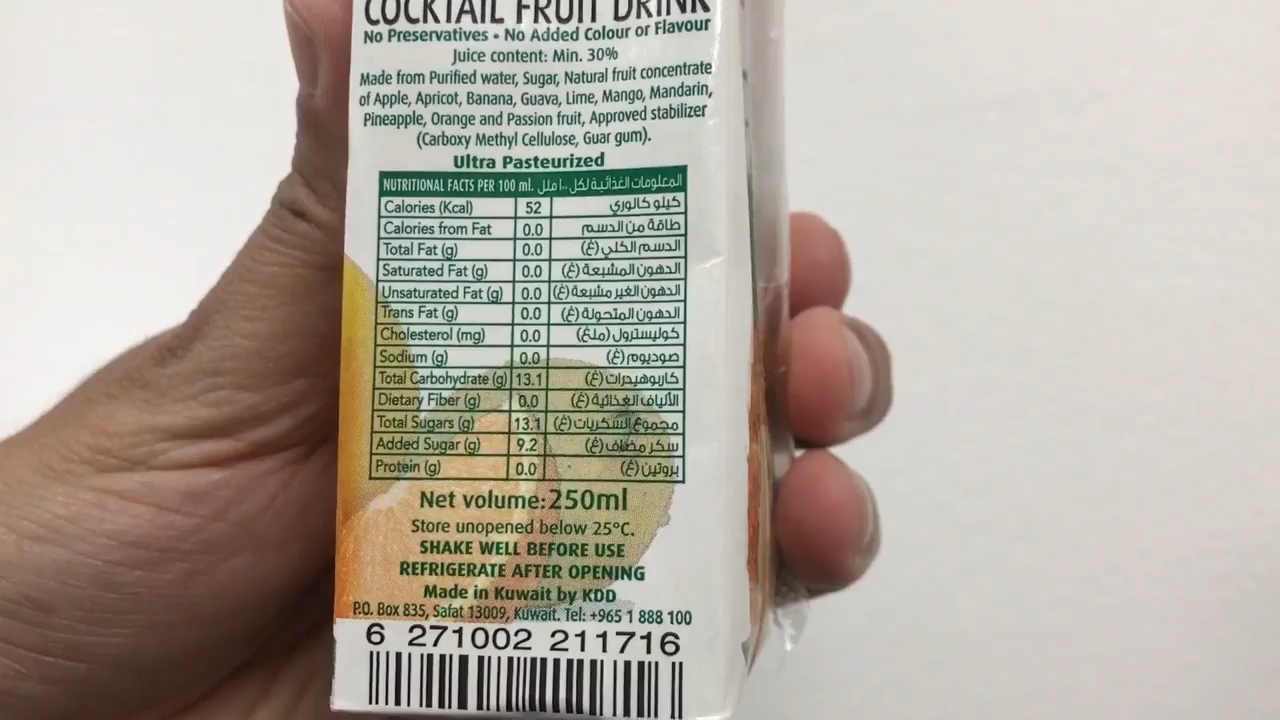 COCKTAIL FRUIT DRINK
No Preservatives • No Added Colour or Flavour
Juice content: Min. 30%
Made from Purified water, Sugar, Natural fruit concentrate
of Apple, Apricot, Banana, Guava, Lime, Mango, Mandarin,
Pineapple, Orange and Passion fruit, Approved stabilizer
(Carboxy Methyl Cellulose, Guar gum).
Ultra Pasteurized
NUTRITIONAL FACTS PER 100 ml. المعلومات الغذائية لكل ١٠٠ ملل
Calories (Kcal) 52 كيلو كالوري
Calories from Fat 0.0 طاقة من الدسم
Total Fat (g) 0.0 الدسم الكلي (غ)
Saturated Fat (g) 0.0 الدهون المشبعة (غ)
Unsaturated Fat (g) 0.0 الدهون الغير مشبعة (غ)
Trans Fat (g) 0.0 الدهون المتحولة (غ)
Cholesterol (mg) 0.0 كوليسترول (ملغ)
Sodium (g) 0.0 صوديوم (غ)
Total Carbohydrate (g) 13.1 كاربوهيدرات (غ)
Dietary Fiber (g) 0.0 الألياف الغذائية (غ)
Total Sugars (g) 13.1 مجموع السكريات (غ)
Added Sugar (g) 9.2 سكر مضاف (غ)
Protein (g) 0.0 بروتين (غ)
Net volume: 250ml
Store unopened below 25°C.
SHAKE WELL BEFORE USE
REFRIGERATE AFTER OPENING
Made in Kuwait by KDD
P.O. Box 835, Safat 13009, Kuwait. Tel: +965 1 888 100
6 271002 211716